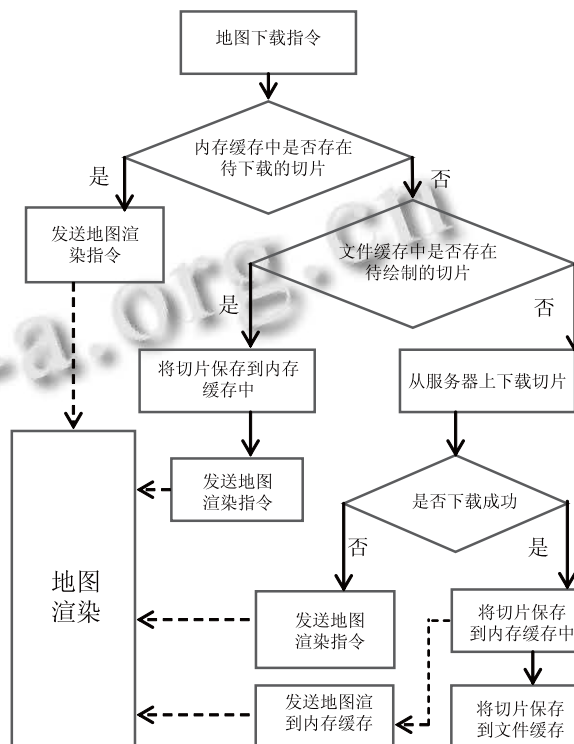 地图下载指令
内存缓存中是否存在
待下载的切片
是
否
发送地图渲
染指令
文件缓存中是否存在
待绘制的切片
是
否
将切片保存到内存
缓存中
从服务器上下载切片
发送地图
渲染指令
是否下载成功
否
是
地图
渲染
发送地图
渲染指令
将切片保存
到内存缓存中
发送地图渲
到内存缓存
将切片保存
到文件缓存
-a.org.cn